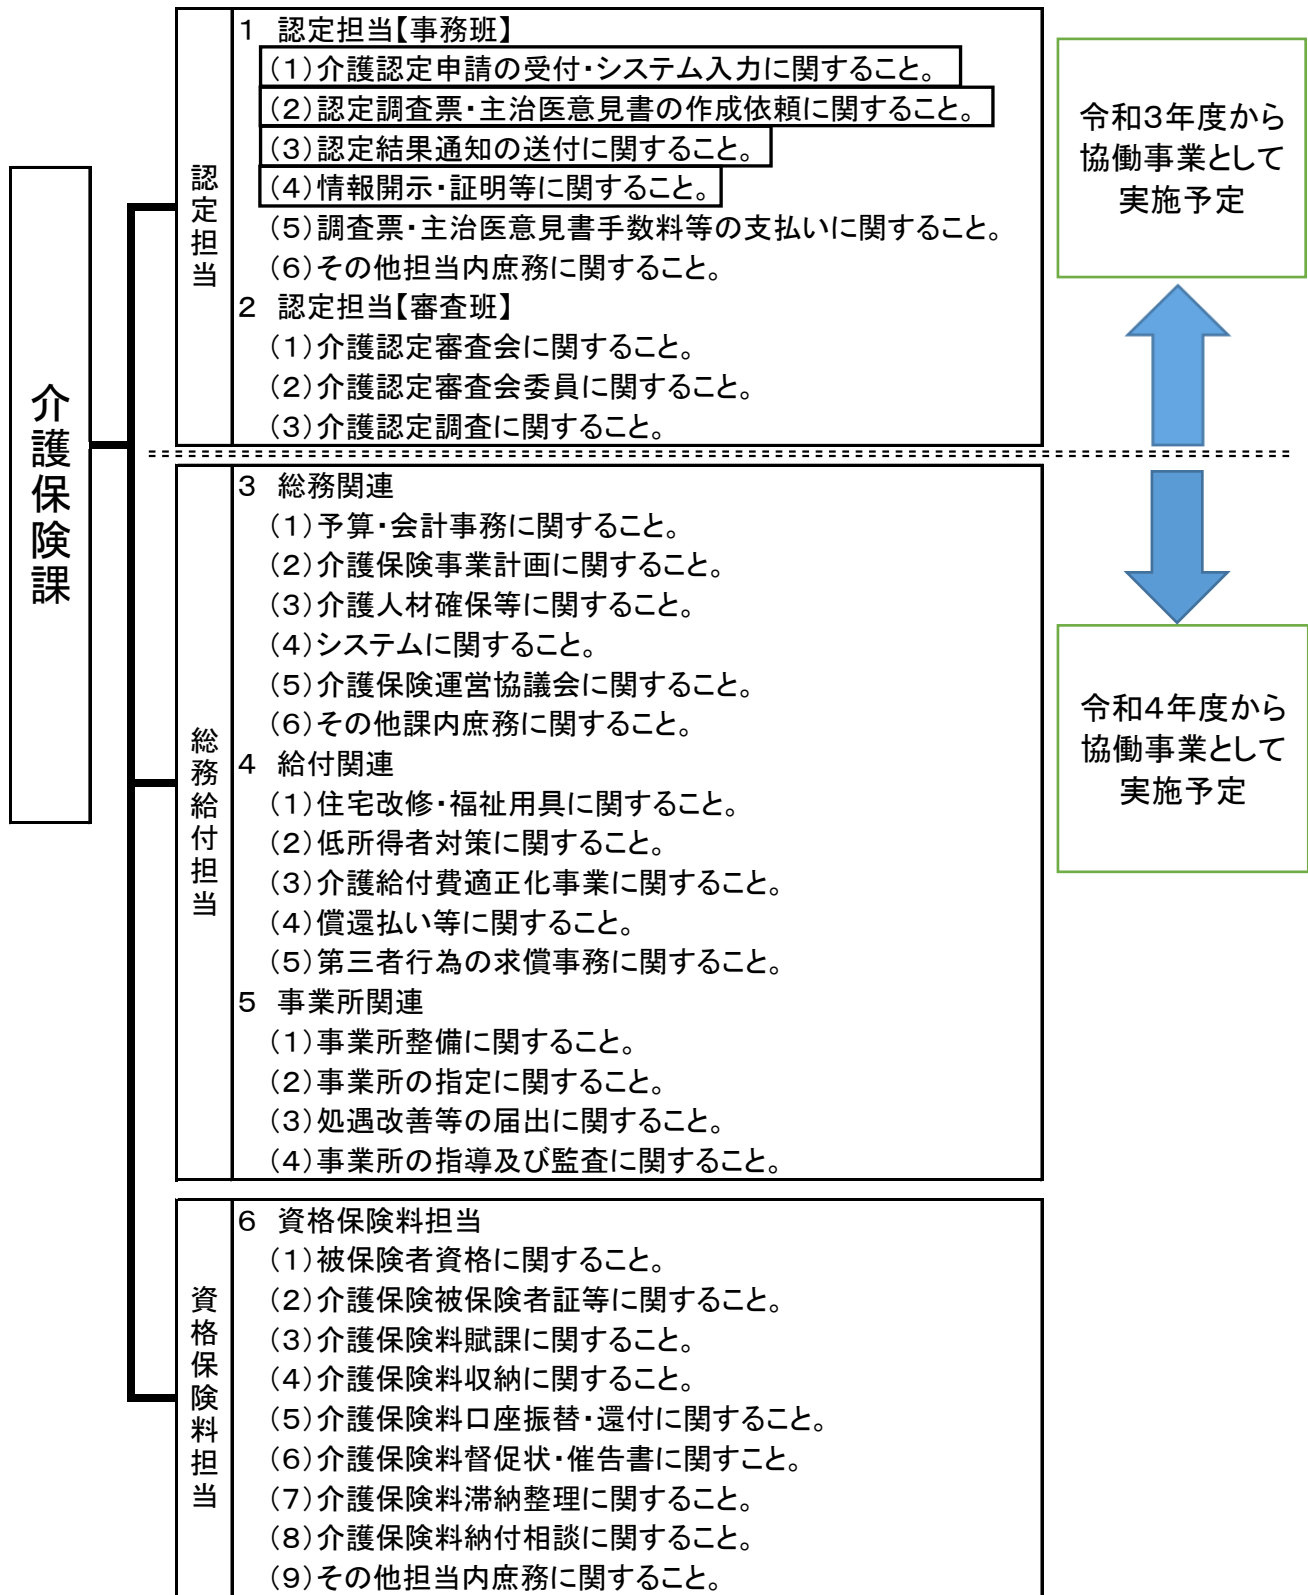 介護保険課
認定担当
1 認定担当【事務班】
(1)介護認定申請の受付・システム入力に関すること。
(2)認定調査票・主治医意見書の作成依頼に関すること。
(3)認定結果通知の送付に関すること。
(4)情報開示・証明等に関すること。
(5)調査票・主治医意見書手数料等の支払いに関すること。
(6)その他担当内庶務に関すること。
2 認定担当【審査班】
(1)介護認定審査会に関すること。
(2)介護認定審査会委員に関すること。
(3)介護認定調査に関すること。
令和3年度から
協働事業として
実施予定
総務給付担当
3 総務関連
(1)予算・会計事務に関すること。
(2)介護保険事業計画に関すること。
(3)介護人材確保等に関すること。
(4)システムに関すること。
(5)介護保険運営協議会に関すること。
(6)その他課内庶務に関すること。
4 給付関連
(1)住宅改修・福祉用具に関すること。
(2)低所得者対策に関すること。
(3)介護給付費適正化事業に関すること。
(4)償還払い等に関すること。
(5)第三者行為の求償事務に関すること。
5 事業所関連
(1)事業所整備に関すること。
(2)事業所の指定に関すること。
(3)処遇改善等の届出に関すること。
(4)事業所の指導及び監査に関すること。
令和4年度から
協働事業として
実施予定
資格保険料担当
6 資格保険料担当
(1)被保険者資格に関すること。
(2)介護保険被保険者証等に関すること。
(3)介護保険料賦課に関すること。
(4)介護保険料収納に関すること。
(5)介護保険料口座振替・還付に関すること。
(6)介護保険料督促状・催告書に関すこと。
(7)介護保険料滞納整理に関すること。
(8)介護保険料納付相談に関すること。
(9)その他担当内庶務に関すること。